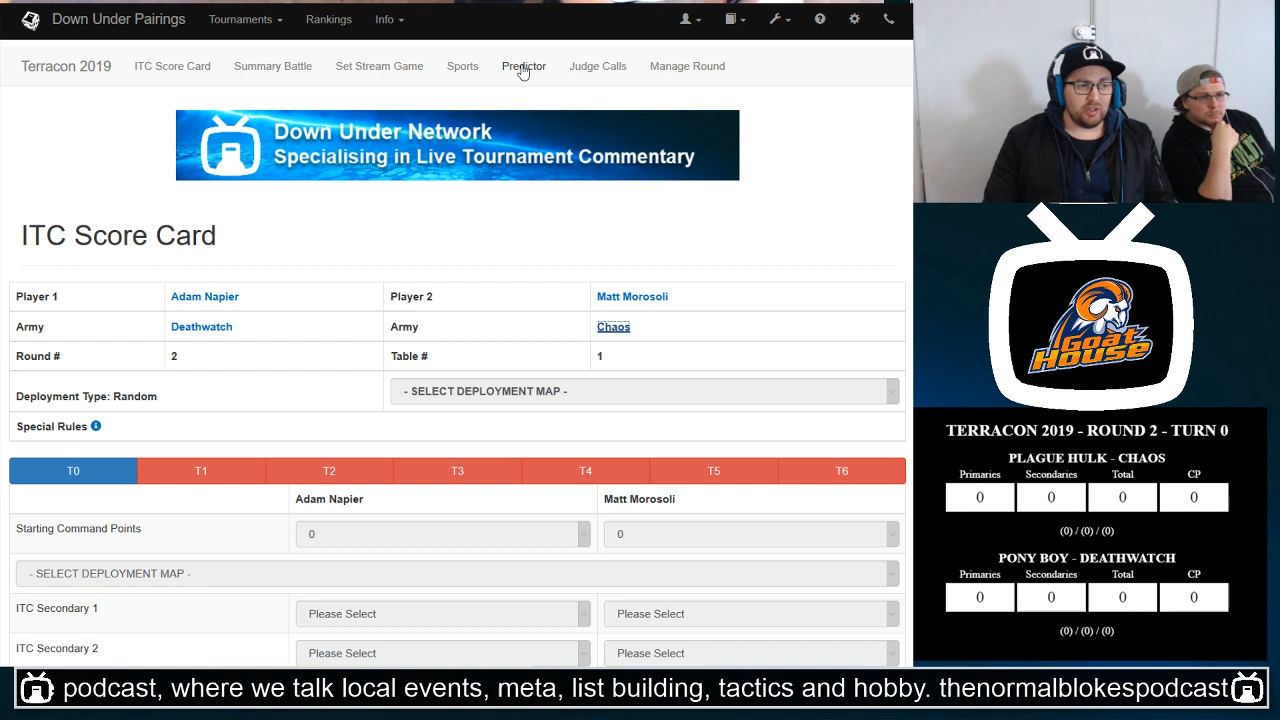 Down Under Pairings Tournaments Rankings Info
Terracon 2019 ITC Score Card Summary Battle Set Stream Game Sports Predictor Judge Calls Manage Round
Down Under Network
Specialising in Live Tournament Commentary
ITC Score Card
Player 1 Adam Napier Player 2 Matt Morosoli
Army Deathwatch Army Chaos
Round # 2 Table # 1
Deployment Type: Random - SELECT DEPLOYMENT MAP -
Special Rules
T0 T1 T2 T3 T4 T5 T6
Adam Napier Matt Morosoli
Starting Command Points 0 0
- SELECT DEPLOYMENT MAP -
ITC Secondary 1 Please Select Please Select
ITC Secondary 2 Please Select Please Select
Goat
House
TERRACON 2019 - ROUND 2 - TURN 0
PLAGUE HULK - CHAOS
Primaries Secondaries Total CP
0 0 0 0
(0) / (0) / (0)
PONY BOY - DEATHWATCH
Primaries Secondaries Total CP
0 0 0 0
(0) / (0) / (0)
podcast, where we talk local events, meta, list building, tactics and hobby. thenormalblokespodcast